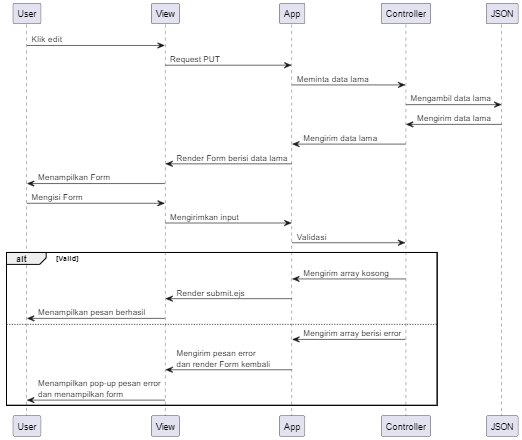 User View App Controller JSON
Klik edit
Request PUT
Meminta data lama
Mengambil data lama
Mengirim data lama
Mengirim data lama
Render Form berisi data lama
Menampilkan Form
Mengisi Form
Mengirimkan input
Validasi
alt [Valid]
Mengirim array kosong
Render submit.ejs
Menampilkan pesan berhasil
Mengirim array berisi error
Mengirim pesan error
dan render Form kembali
Menampilkan pop-up pesan error
dan menampilkan form
User View App Controller JSON